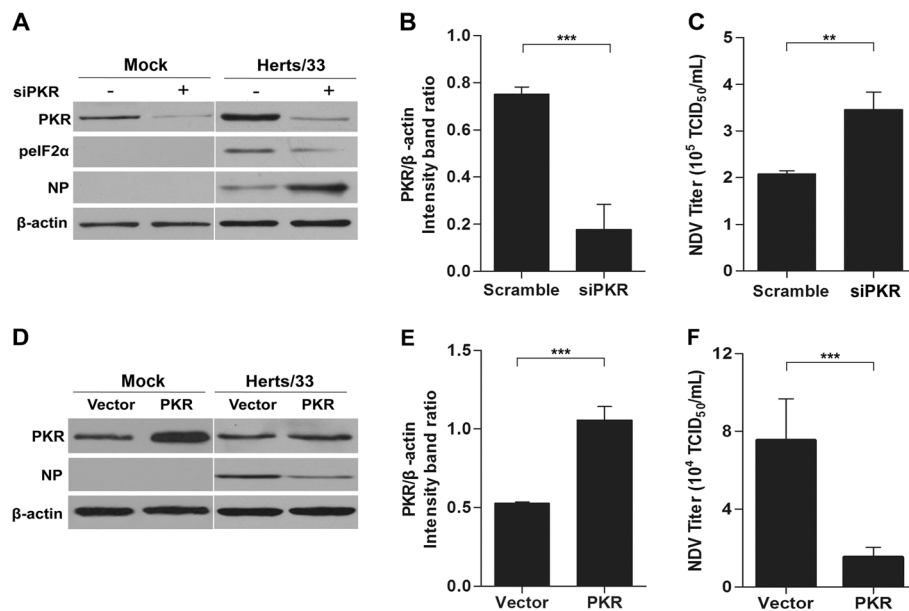 A
Mock Herts/33
siPKR - + - +
PKR
peIF2α
NP
β-actin
B
***
PKR/β -actin
Intensity band ratio
1.0
0.8
0.6
0.4
0.2
0.0
Scramble siPKR
C
**
NDV Titer (10⁵ TCID₅₀/mL)
5
4
3
2
1
0
Scramble siPKR
D
Mock Herts/33
Vector PKR Vector PKR
PKR
NP
β-actin
E
***
PKR/β -actin
Intensity band ratio
1.5
1.0
0.5
0.0
Vector PKR
F
***
NDV Titer (10⁴ TCID₅₀/mL)
12
8
4
0
Vector PKR